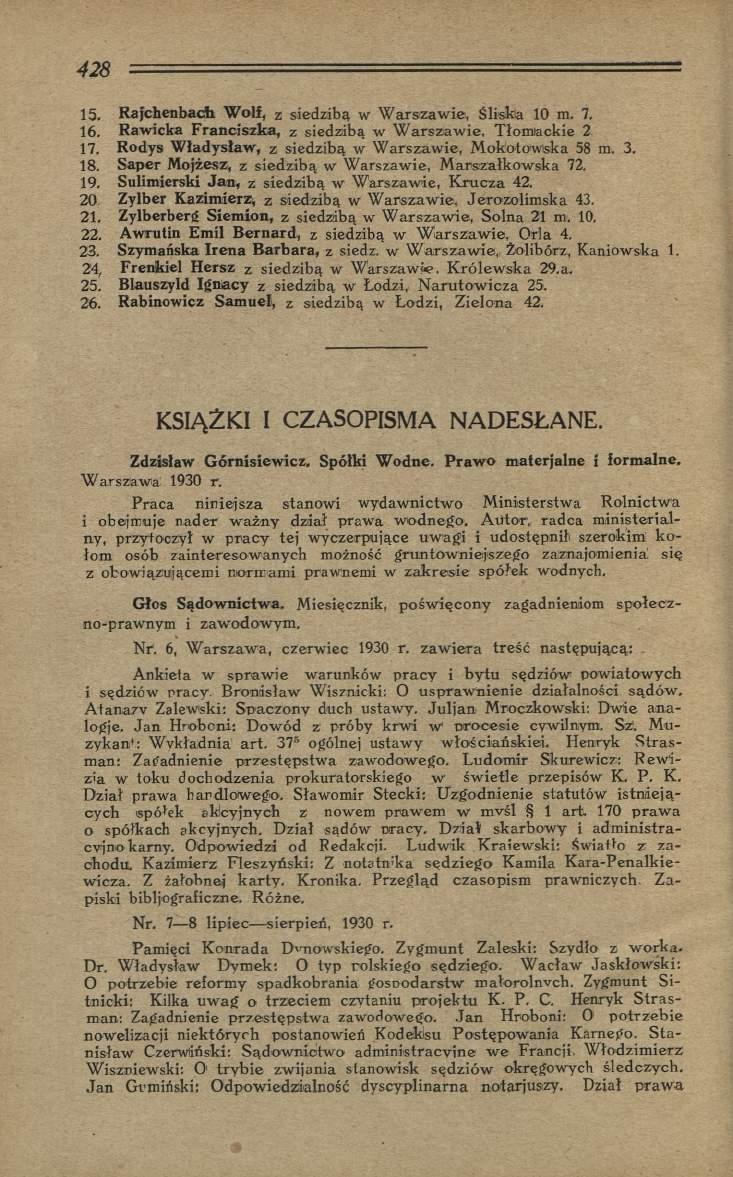 428
15. Rajchenbach Wolf, z siedzibą w Warszawie, Śliska 10 m. 7.
16. Rawicka Franciszka, z siedzibą w Warszawie, Tłomackie 2
17. Rodys Władysław, z siedzibą w Warszawie, Mokotowska 58 m. 3.
18. Saper Mojżesz, z siedzibą w Warszawie, Marszałkowska 72.
19. Sulimierski Jan, z siedzibą w Warszawie, Krucza 42.
20 Zylber Kazimierz, z siedzibą w Warszawie, Jerozolimska 43.
21. Zylberberg Siemion, z siedzibą w Warszawie, Solna 21 m. 10.
22. Awrutin Emil Bernard, z siedzibą w Warszawie, Orla 4.
23. Szymańska Irena Barbara, z siedz. w Warszawie, Żolibórz, Kaniowska 1.
24, Frenkiel Hersz z siedzibą w Warszawie. Królewska 29.a.
25. Blauszyld Ignacy z siedzibą w Łodzi, Narutowicza 25.
26. Rabinowicz Samuel, z siedzibą w Łodzi, Zielona 42.
KSIĄŻKI I CZASOPISMA NADESŁANE.
Zdzisław Górnisiewicz. Spółki Wodne. Prawo materjalne i formalne.
Warszawa 1930 r.
Praca niniejsza stanowi wydawnictwo Ministerstwa Rolnictwa
i obejmuje nader ważny dział prawa wodnego. Autor, radca ministerial-
ny, przytoczył w pracy tej wyczerpujące uwagi i udostępnił szerokim ko-
łom osób zainteresowanych możność gruntowniejszego zaznajomienia się
z obowiązującemi normami prawnemi w zakresie spółek wodnych.
Głos Sądownictwa. Miesięcznik, poświęcony zagadnieniom społecz-
no-prawnym i zawodowym.
Nr. 6, Warszawa, czerwiec 1930 r. zawiera treść następującą:
Ankieta w sprawie warunków pracy i bytu sędziów powiatowych
i sędziów pracy. Bronisław Wisznicki: O usprawnienie działalności sądów.
Atanazy Zalewski: Spaczony duch ustawy. Juljan Mroczkowski: Dwie ana-
logje. Jan Hroboni: Dowód z próby krwi w procesie cywilnym. Sz. Mu-
zykant: Wykładnia art. 37⁵ ogólnej ustawy włościańskiej. Henryk Stras-
man: Zagadnienie przestępstwa zawodowego. Ludomir Skurewicz: Rewi-
zia w toku dochodzenia prokuratorskiego w świetle przepisów K. P. K.
Dział prawa handlowego. Sławomir Stecki: Uzgodnienie statutów istnieją-
cych spółek akcyjnych z nowem prawem w myśl § 1 art. 170 prawa
o spółkach akcyjnych. Dział sądów pracy. Dział skarbowy i administra-
cyjno karny. Odpowiedzi od Redakcji. Ludwik Krajewski: Światło z za-
chodu. Kazimierz Fleszyński: Z notatnika sędziego Kamila Kara-Penalkie-
wicza. Z żałobnej karty. Kronika. Przegląd czasopism prawniczych. Za-
piski bibljograficzne. Różne.
Nr. 7—8 lipiec—sierpień, 1930 r.
Pamięci Konrada Dynowskiego. Zygmunt Zaleski: Szydło z worka.
Dr. Władysław Dymek: O typ polskiego sędziego. Wacław Jaskłowski:
O potrzebie reformy spadkobrania gospodarstw małorolnych. Zygmunt Si-
tnicki: Kilka uwag o trzeciem czytaniu projektu K. P. C. Henryk Stras-
man: Zagadnienie przestępstwa zawodowego. Jan Hroboni: O potrzebie
nowelizacji niektórych postanowień Kodeksu Postępowania Karnego. Sta-
nisław Czerwiński: Sądownictwo administracyjne we Francji. Włodzimierz
Wiszniewski: O trybie zwijania stanowisk sędziów okręgowych śledczych.
Jan Gumiński: Odpowiedzialność dyscyplinarna notarjuszy. Dział prawa